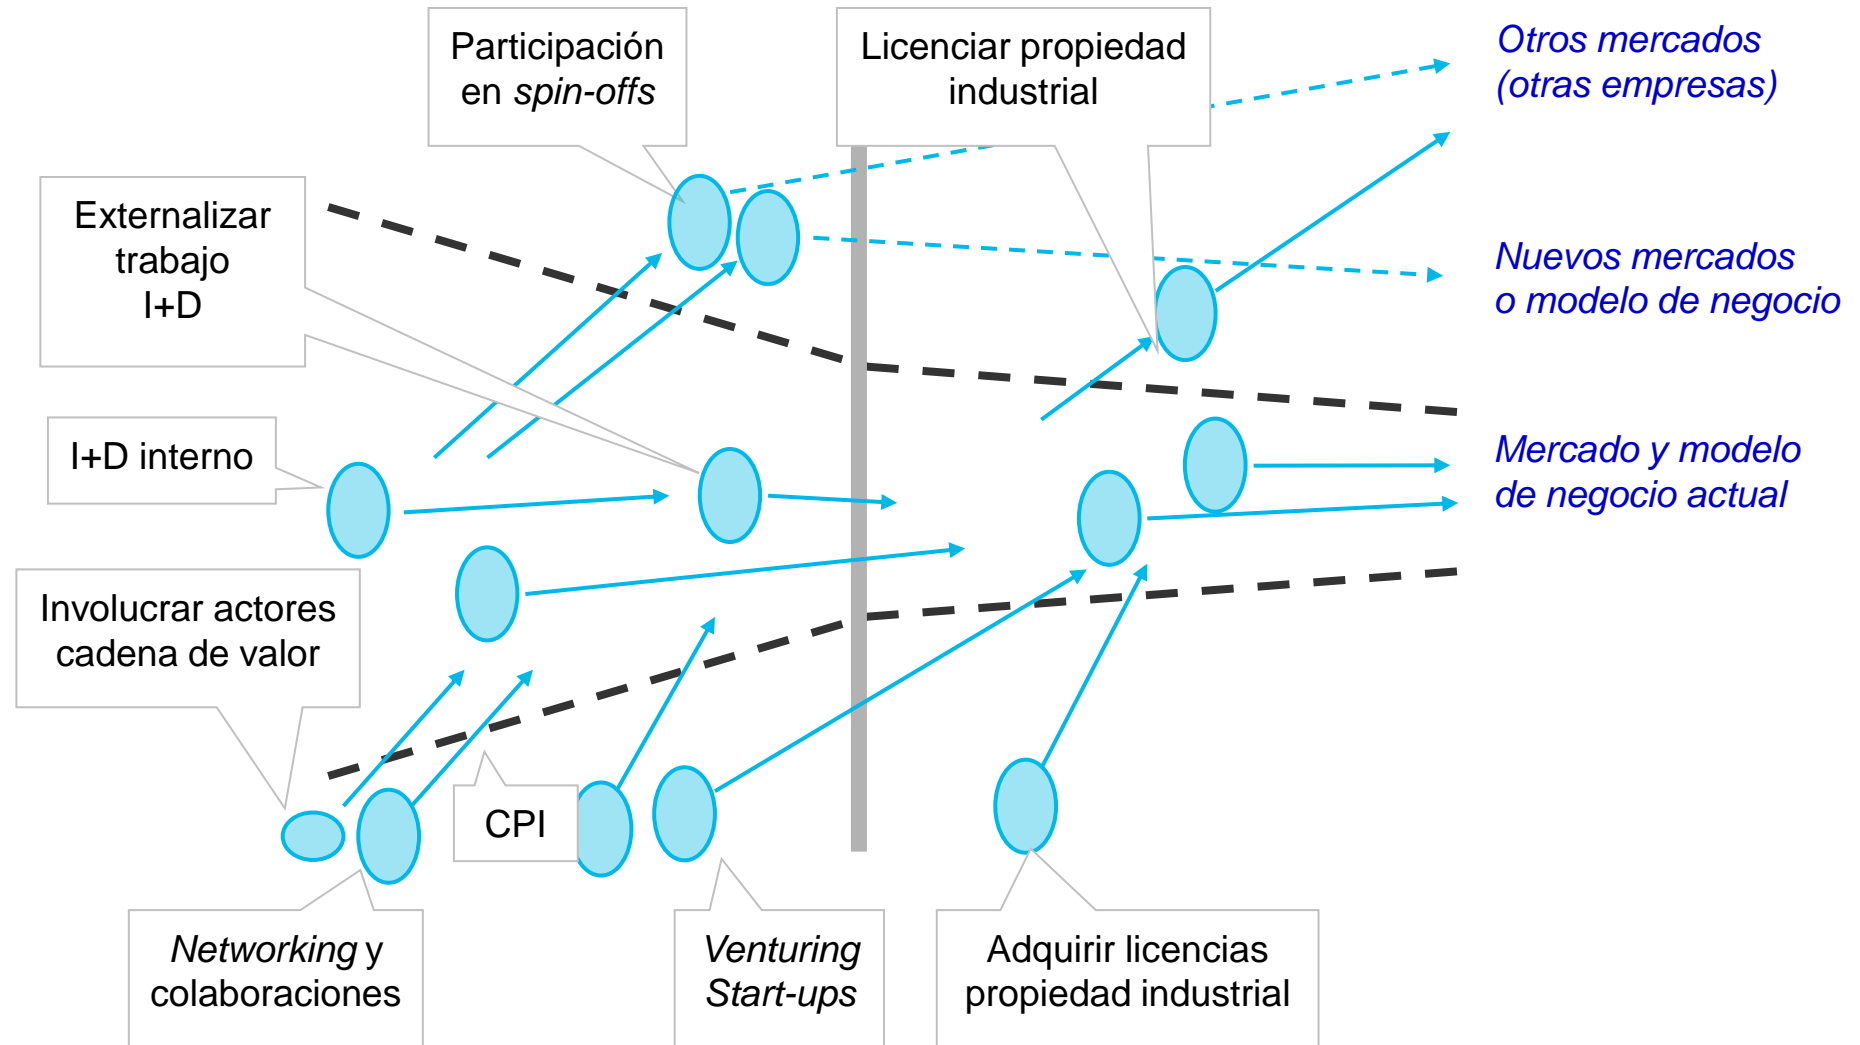 Participación
en spin-offs
Licenciar propiedad
industrial
Otros mercados
(otras empresas)
Externalizar
trabajo
I+D
Nuevos mercados
o modelo de negocio
I+D interno
Mercado y modelo
de negocio actual
Involucrar actores
cadena de valor
CPI
Networking y
colaboraciones
Venturing
Start-ups
Adquirir licencias
propiedad industrial